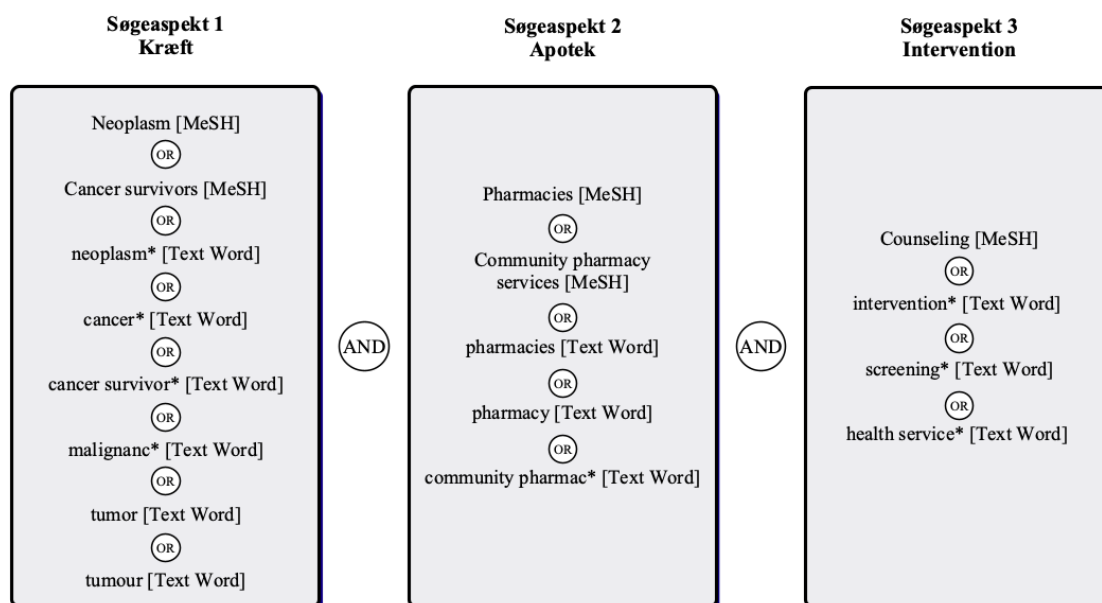 Søgeaspekt 1
Kræft
Neoplasm [MeSH]
OR
Cancer survivors [MeSH]
OR
neoplasm* [Text Word]
OR
cancer* [Text Word]
OR
cancer survivor* [Text Word]
OR
malignanc* [Text Word]
OR
tumor [Text Word]
OR
tumour [Text Word]
AND
Søgeaspekt 2
Apotek
Pharmacies [MeSH]
OR
Community pharmacy
services [MeSH]
OR
pharmacies [Text Word]
OR
pharmacy [Text Word]
OR
community pharmac* [Text Word]
AND
Søgeaspekt 3
Intervention
Counseling [MeSH]
OR
intervention* [Text Word]
OR
screening* [Text Word]
OR
health service* [Text Word]